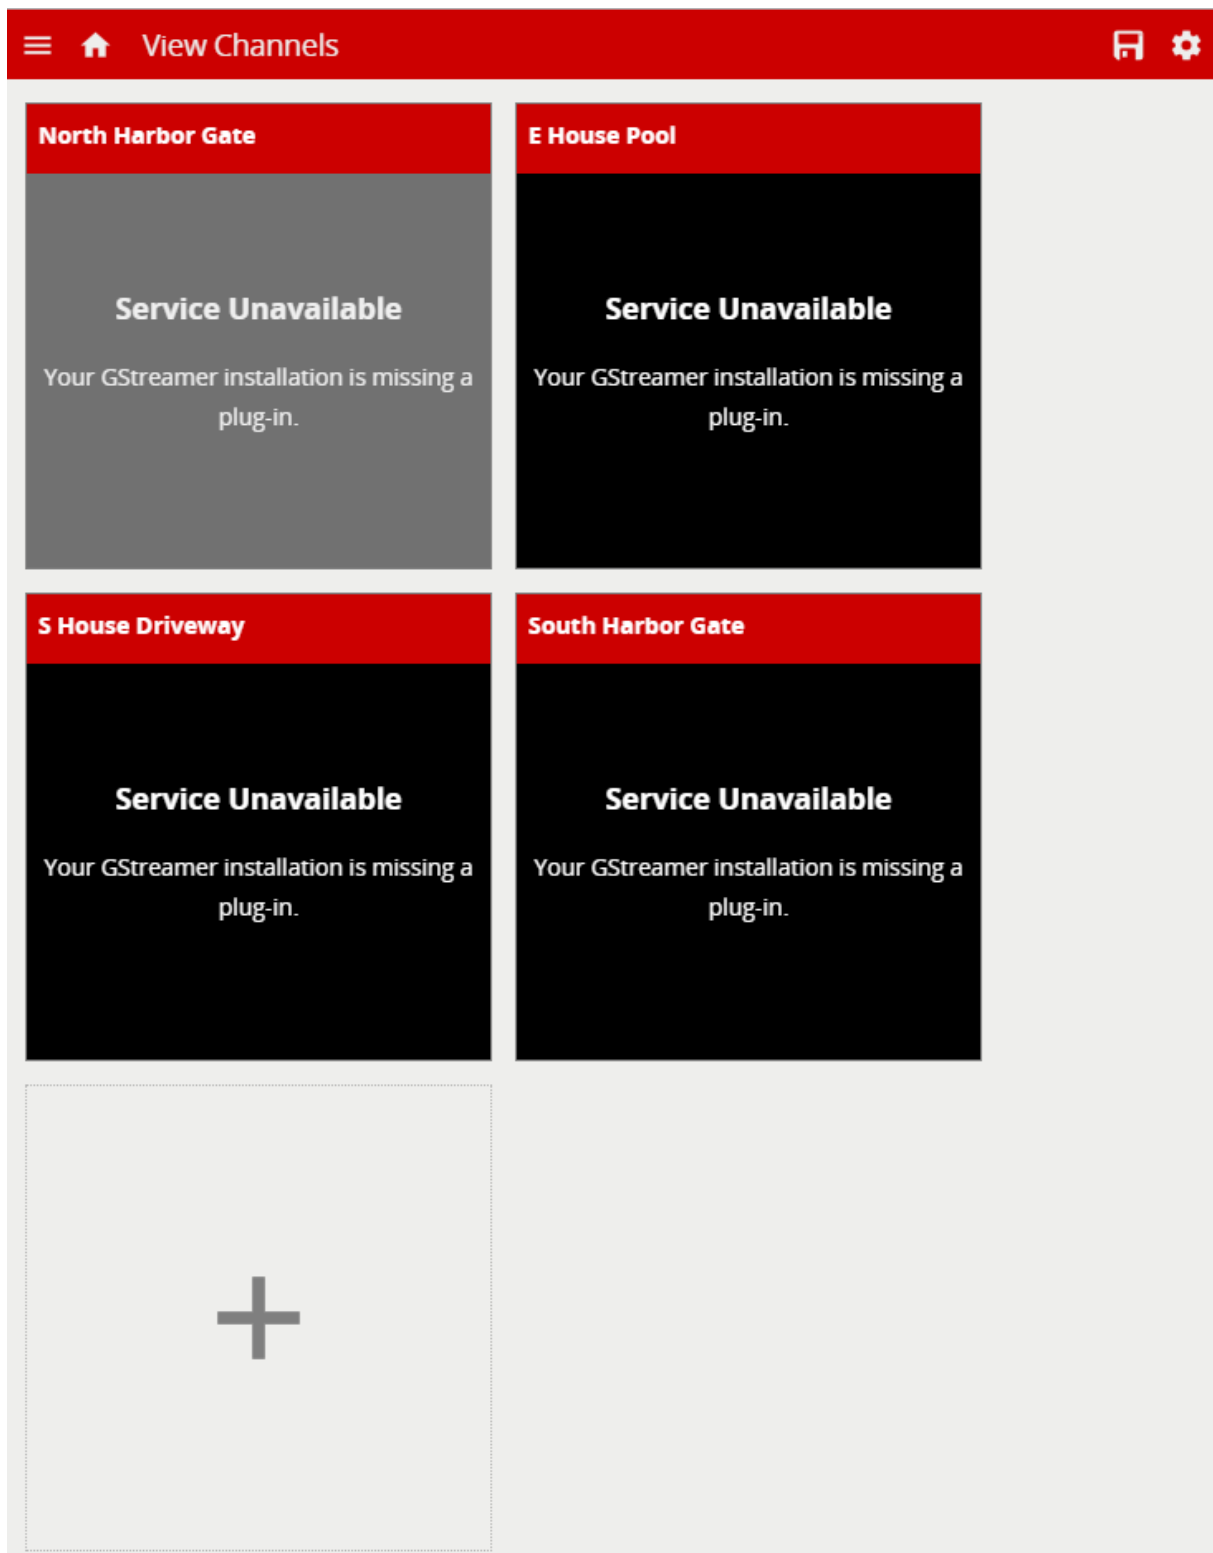 View Channels
North Harbor Gate
Service Unavailable
Your GStreamer installation is missing a
plug-in.
E House Pool
Service Unavailable
Your GStreamer installation is missing a
plug-in.
S House Driveway
Service Unavailable
Your GStreamer installation is missing a
plug-in.
South Harbor Gate
Service Unavailable
Your GStreamer installation is missing a
plug-in.